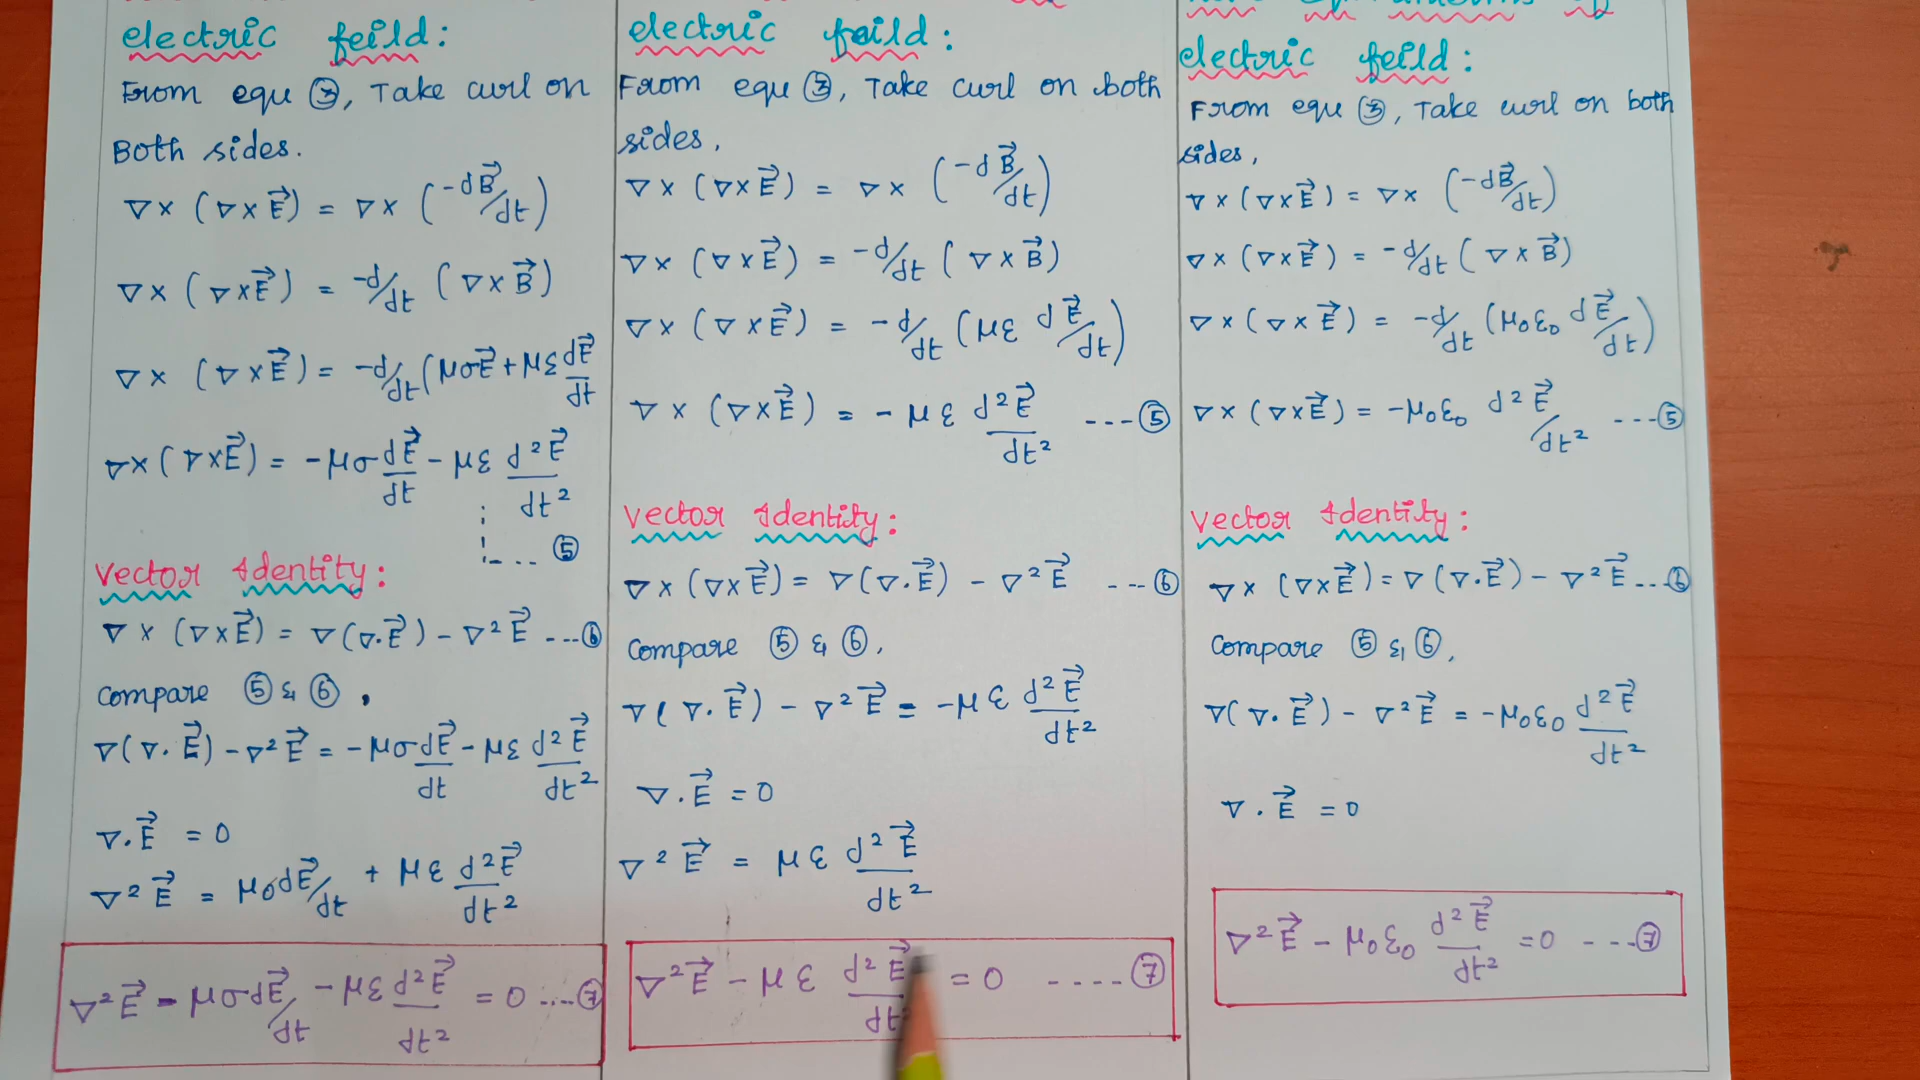 electric feild:
From equ ③, Take curl on
Both sides.
∇ × (∇×E⃗) = ∇× (-dB⃗/dt)
∇× (∇×E⃗) = -d/dt (∇×B⃗)
∇× (∇×E⃗) = -d/dt (μσE⃗ + με dE⃗/dt
∇×(∇×E⃗) = -μσ dE⃗/dt - με d²E⃗/dt²
--- ⑤
Vector Identity:
∇ × (∇×E⃗) = ∇(∇.E⃗) - ∇²E⃗ ---⑥
Compare ⑤ & ⑥,
∇(∇.E⃗) - ∇²E⃗ = -μσ dE⃗/dt - με d²E⃗/dt²
∇.E⃗ = 0
∇²E⃗ = μσ dE⃗/dt + με d²E⃗/dt²
∇²E⃗ - μσ dE⃗/dt - με d²E⃗/dt² = 0 ---⑦
electric feild:
From equ ③, Take curl on both
sides,
∇× (∇×E⃗) = ∇× (-dB⃗/dt)
∇× (∇×E⃗) = -d/dt (∇×B⃗)
∇× (∇×E⃗) = -d/dt (με dE⃗/dt)
∇ × (∇×E⃗) = -με d²E⃗/dt² ---⑤
Vector Identity:
∇× (∇×E⃗) = ∇(∇.E⃗) - ∇²E⃗ ---⑥
Compare ⑤ & ⑥,
∇(∇.E⃗) - ∇²E⃗ = -με d²E⃗/dt²
∇.E⃗ = 0
∇²E⃗ = με d²E⃗/dt²
∇²E⃗ - με d²E⃗/dt = 0 ----⑦
electric feild:
From equ ③, Take curl on both
sides,
∇×(∇×E⃗) = ∇× (-dB⃗/dt)
∇×(∇×E⃗) = -d/dt (∇×B⃗)
∇×(∇×E⃗) = -d/dt (μ₀ε₀ dE⃗/dt)
∇×(∇×E⃗) = -μ₀ε₀ d²E⃗/dt² ---⑤
Vector Identity:
∇× (∇×E⃗) = ∇(∇.E⃗) - ∇²E⃗ ---⑥
Compare ⑤ & ⑥,
∇(∇.E⃗) - ∇²E⃗ = -μ₀ε₀ d²E⃗/dt²
∇.E⃗ = 0
∇²E⃗ - μ₀ε₀ d²E⃗/dt² = 0 ---⑦